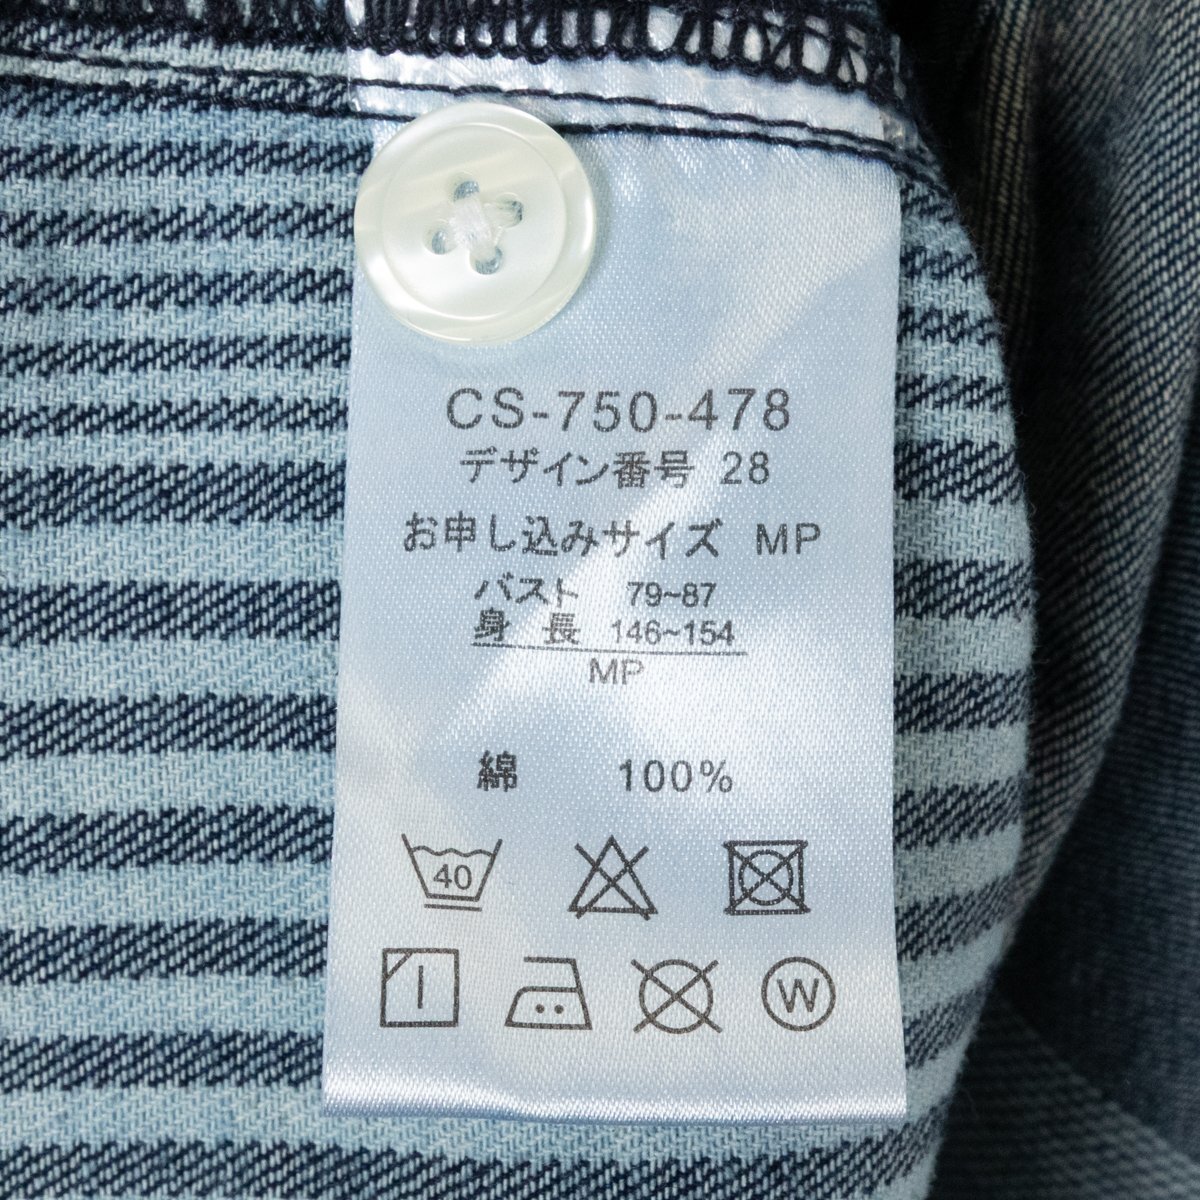 CS-750-478
デザイン番号 28
お申し込みサイズ MP
バスト 79~87
身 長 146~154
MP
綿 100%
40
W